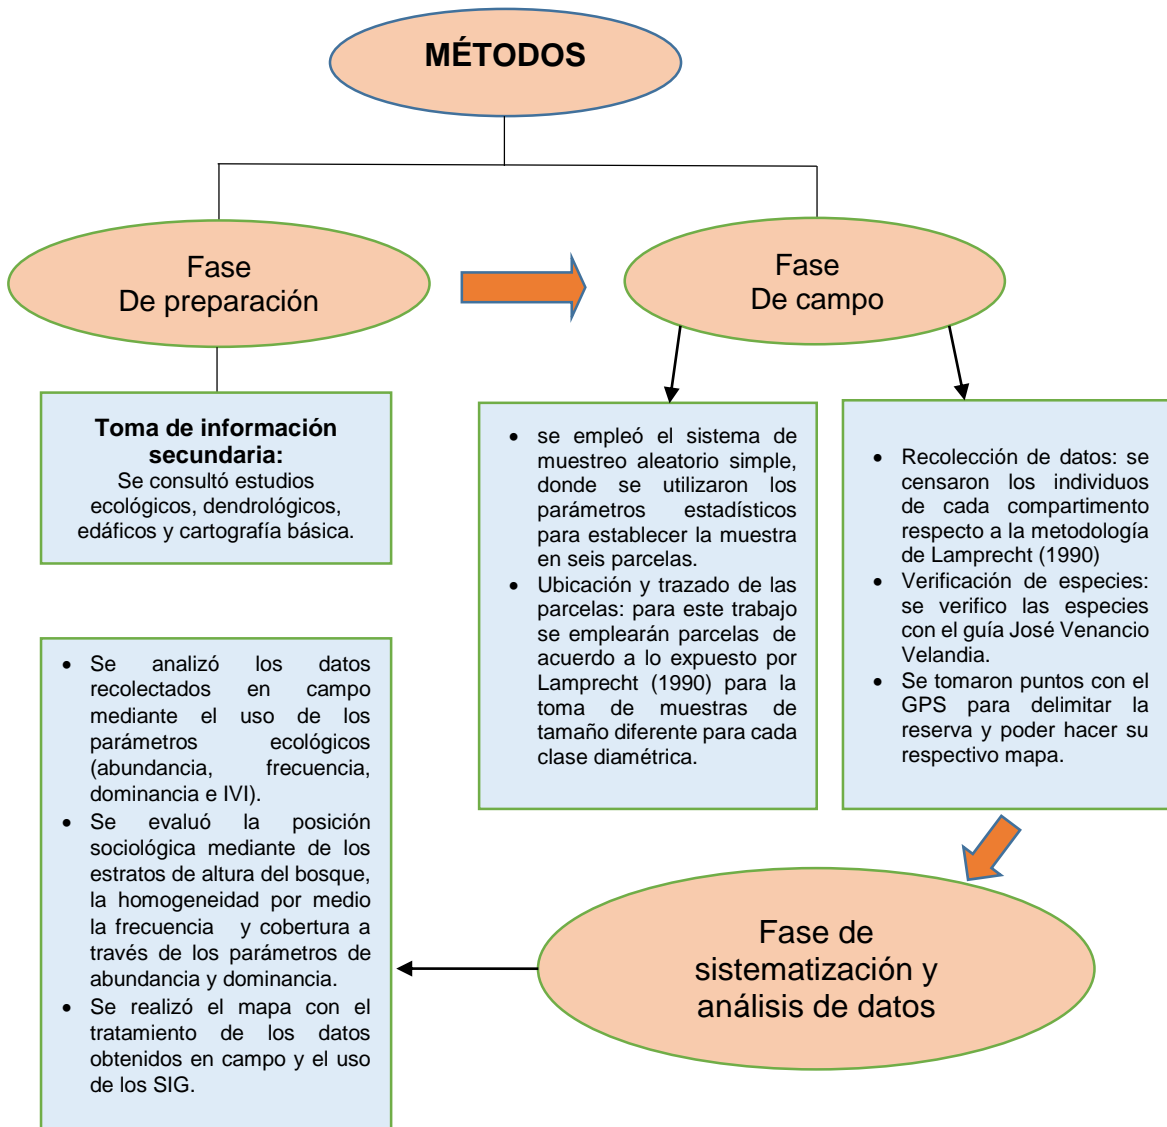 MÉTODOS
Fase
De preparación
Fase
De campo
Toma de información
secundaria:
Se consultó estudios
ecológicos, dendrológicos,
edáficos y cartografía básica.
• se empleó el sistema de
muestreo aleatorio simple,
donde se utilizaron los
parámetros estadísticos
para establecer la muestra
en seis parcelas.
• Ubicación y trazado de las
parcelas: para este trabajo
se emplearán parcelas de
acuerdo a lo expuesto por
Lamprecht (1990) para la
toma de muestras de
tamaño diferente para cada
clase diamétrica.
• Recolección de datos: se
censaron los individuos
de cada compartimento
respecto a la metodología
de Lamprecht (1990)
• Verificación de especies:
se verifico las especies
con el guía José Venancio
Velandia.
• Se tomaron puntos con el
GPS para delimitar la
reserva y poder hacer su
respectivo mapa.
Fase de
sistematización y
análisis de datos
• Se analizó los datos
recolectados en campo
mediante el uso de los
parámetros ecológicos
(abundancia, frecuencia,
dominancia e IVI).
• Se evaluó la posición
sociológica mediante de los
estratos de altura del bosque,
la homogeneidad por medio
la frecuencia y cobertura a
través de los parámetros de
abundancia y dominancia.
• Se realizó el mapa con el
tratamiento de los datos
obtenidos en campo y el uso
de los SIG.